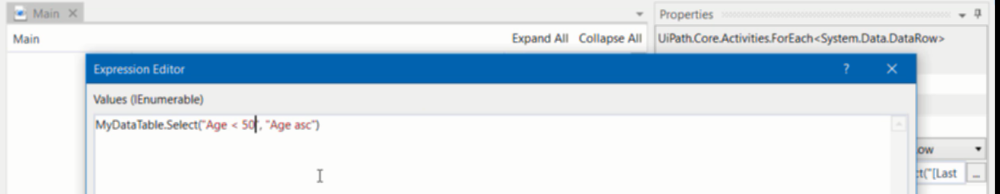 Main
Properties
Main
Expand All Collapse All
UiPath.Core.Activities.ForEach<System.Data.DataRow>
Expression Editor
?
Values (IEnumerable)
MyDataTable.Select("Age < 50", "Age asc")
ow
ct("[Last
...